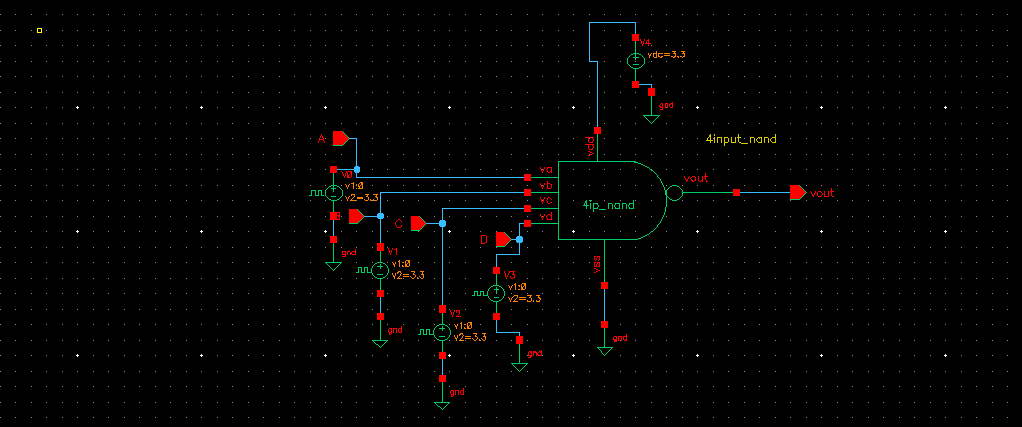 V4
vdc=3.3
gnd
vdd
4input_nand
A
va
V0
v1:0
v2=3.3
vb
vout
vout
4ip_nand
vc
C
vd
D
gnd
V1
v1:0
v2=3.3
vss
V3
v1:0
v2=3.3
V2
v1:0
v2=3.3
gnd
gnd
gnd
gnd